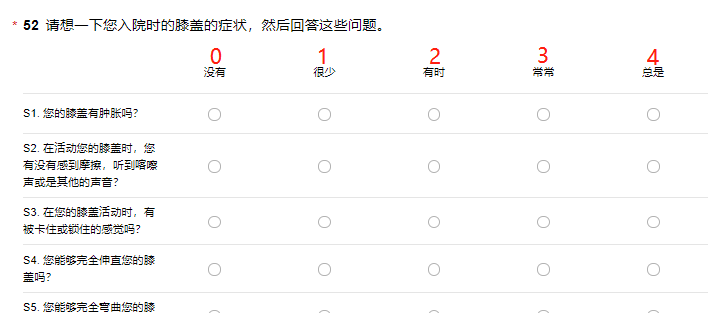 * 52 请想一下您入院时的膝盖的症状，然后回答这些问题。
0 1 2 3 4
没有 很少 有时 常常 总是
S1. 您的膝盖有肿胀吗？
S2. 在活动您的膝盖时，您
有没有感到摩擦，听到喀嚓
声或是其他的声音？
S3. 在您的膝盖活动时，有
被卡住或锁住的感觉吗？
S4. 您能够完全伸直您的膝
盖吗？
S5. 您能够完全弯曲您的膝